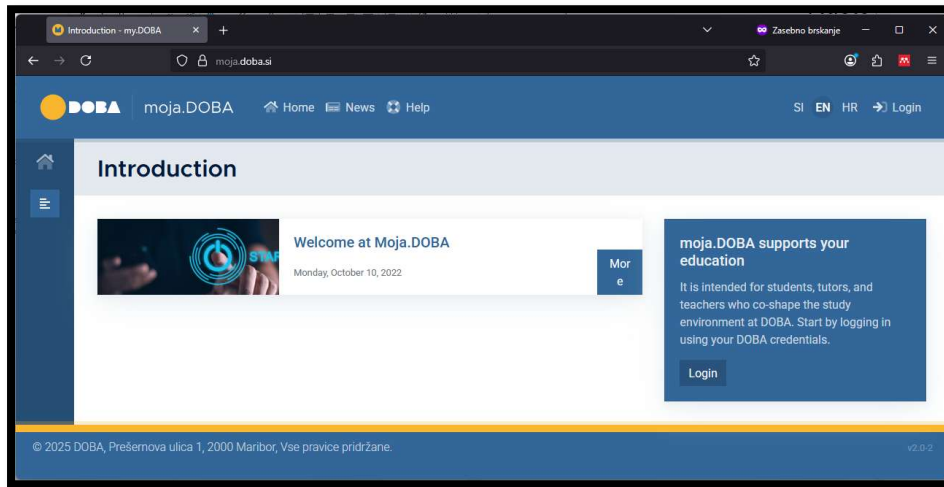 Introduction - my.DOBA
Zasebno brskanje
moja.doba.si
DOBA moja.DOBA Home News Help SI EN HR Login
Introduction
START
Welcome at Moja.DOBA
Monday, October 10, 2022
Mor
e
moja.DOBA supports your
education
It is intended for students, tutors, and
teachers who co-shape the study
environment at DOBA. Start by logging in
using your DOBA credentials.
Login
© 2025 DOBA, Prešernova ulica 1, 2000 Maribor, Vse pravice pridržane.
v2.0-2